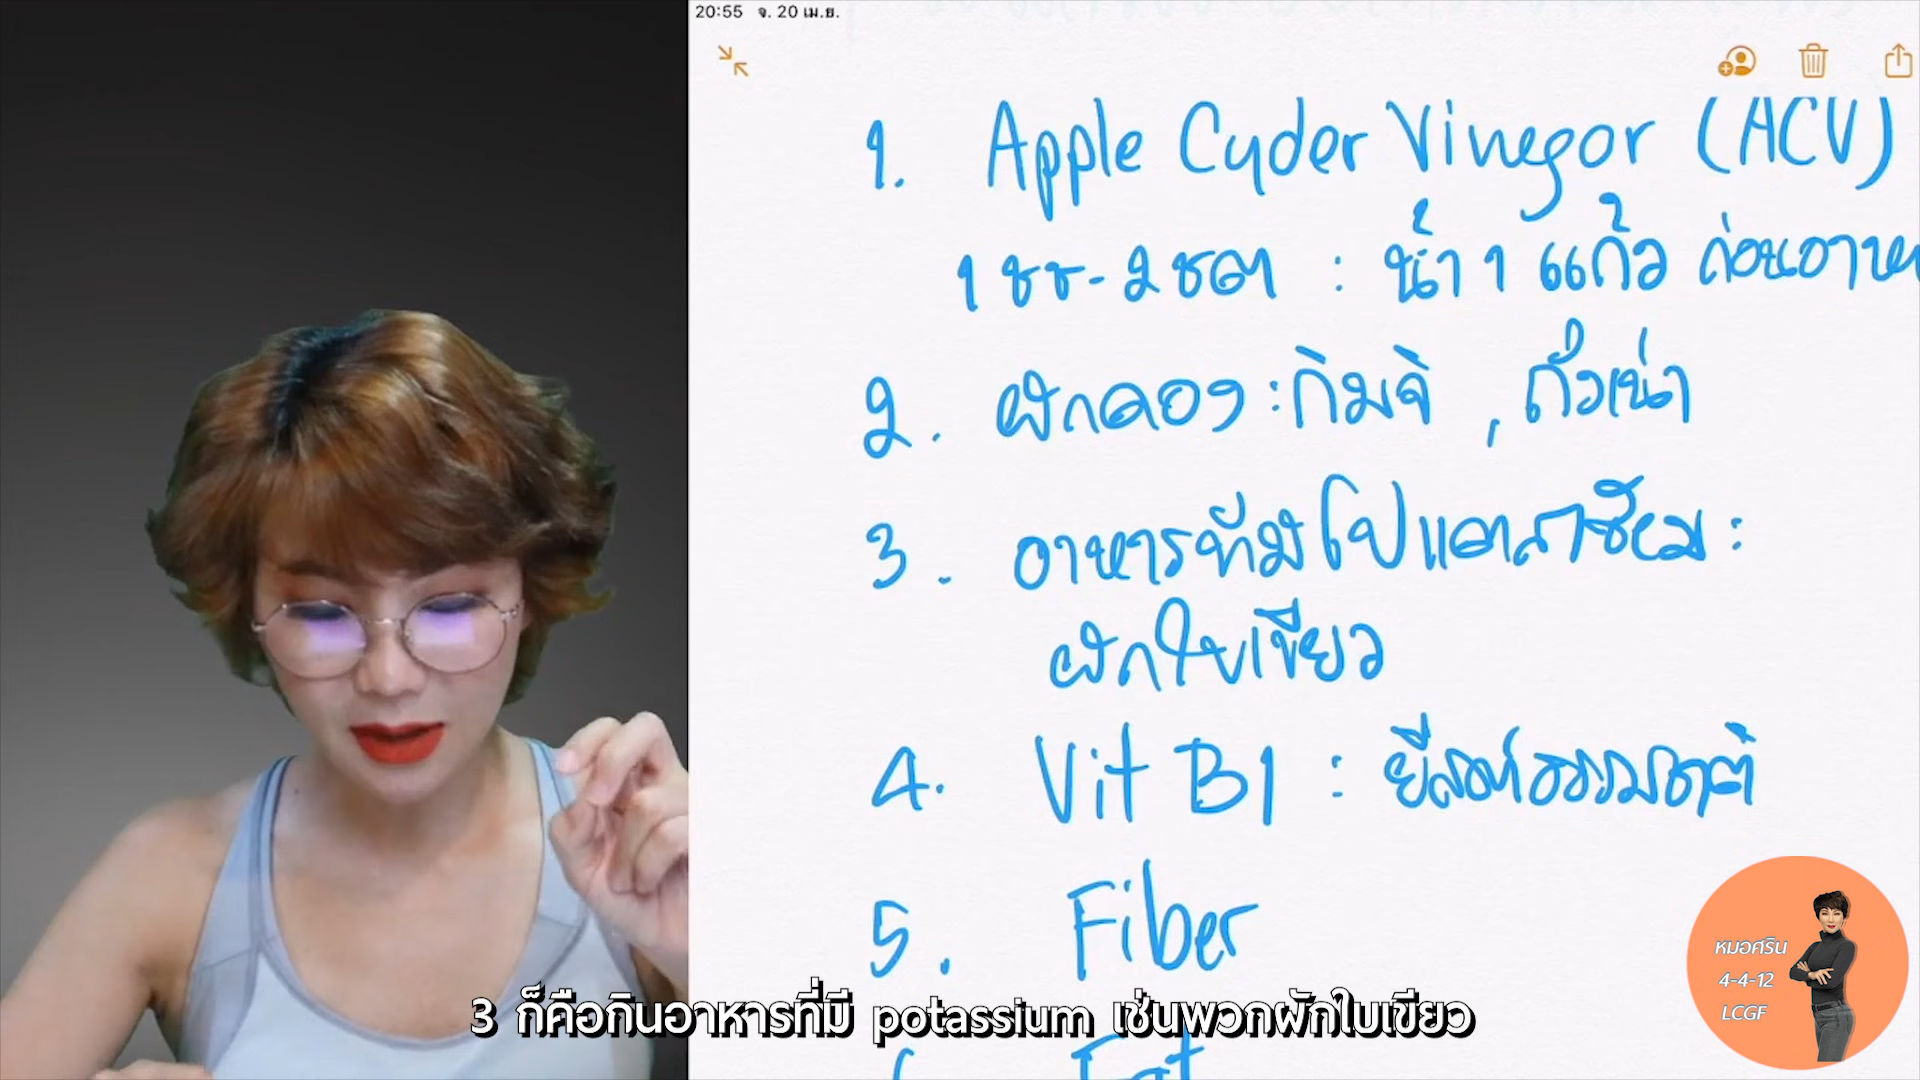 20:55 จ. 20 เม.ย.
1. Apple Cyder Vinegar (ACV)
1 ชช - 2 ชต : น้ำ 1 แก้ว ก่อนอาห
2. ผักดอง : กิมจิ , ถั่วเน่า
3. อาหารที่มีโปแตสเซียม :
ผักใบเขียว
4. Vit B1 : ยีสต์ธรรมชาติ
5. Fiber
Fat
3 ก็คือกินอาหารที่มี potassium เช่นพวกผักใบเขียว
หมอศริน
4-4-12
LCGF